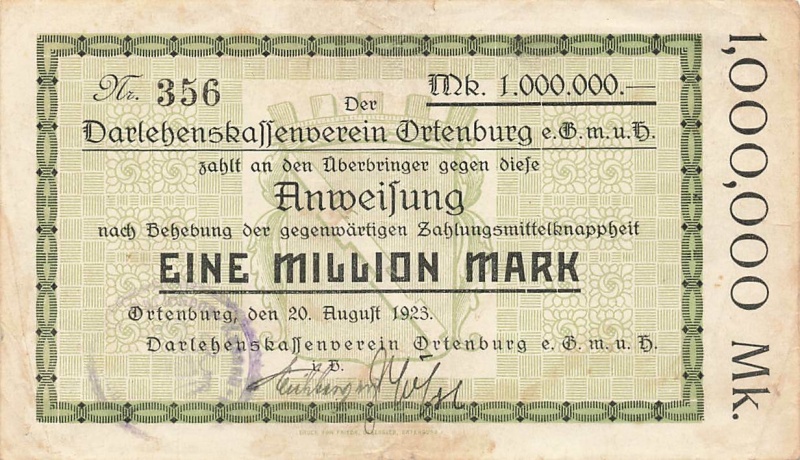 Nr. 356
Mk. 1.000.000.—
Der
Darlehenskassenverein Ortenburg e.G.m.u.H.
zahlt an den Überbringer gegen diese
Anweisung
nach Behebung der gegenwärtigen Zahlungsmittelknappheit
EINE MILLION MARK
Ortenburg, den 20. August 1923.
Darlehenskassenverein Ortenburg e.G.m.u.H.
1,000,000 Mk.